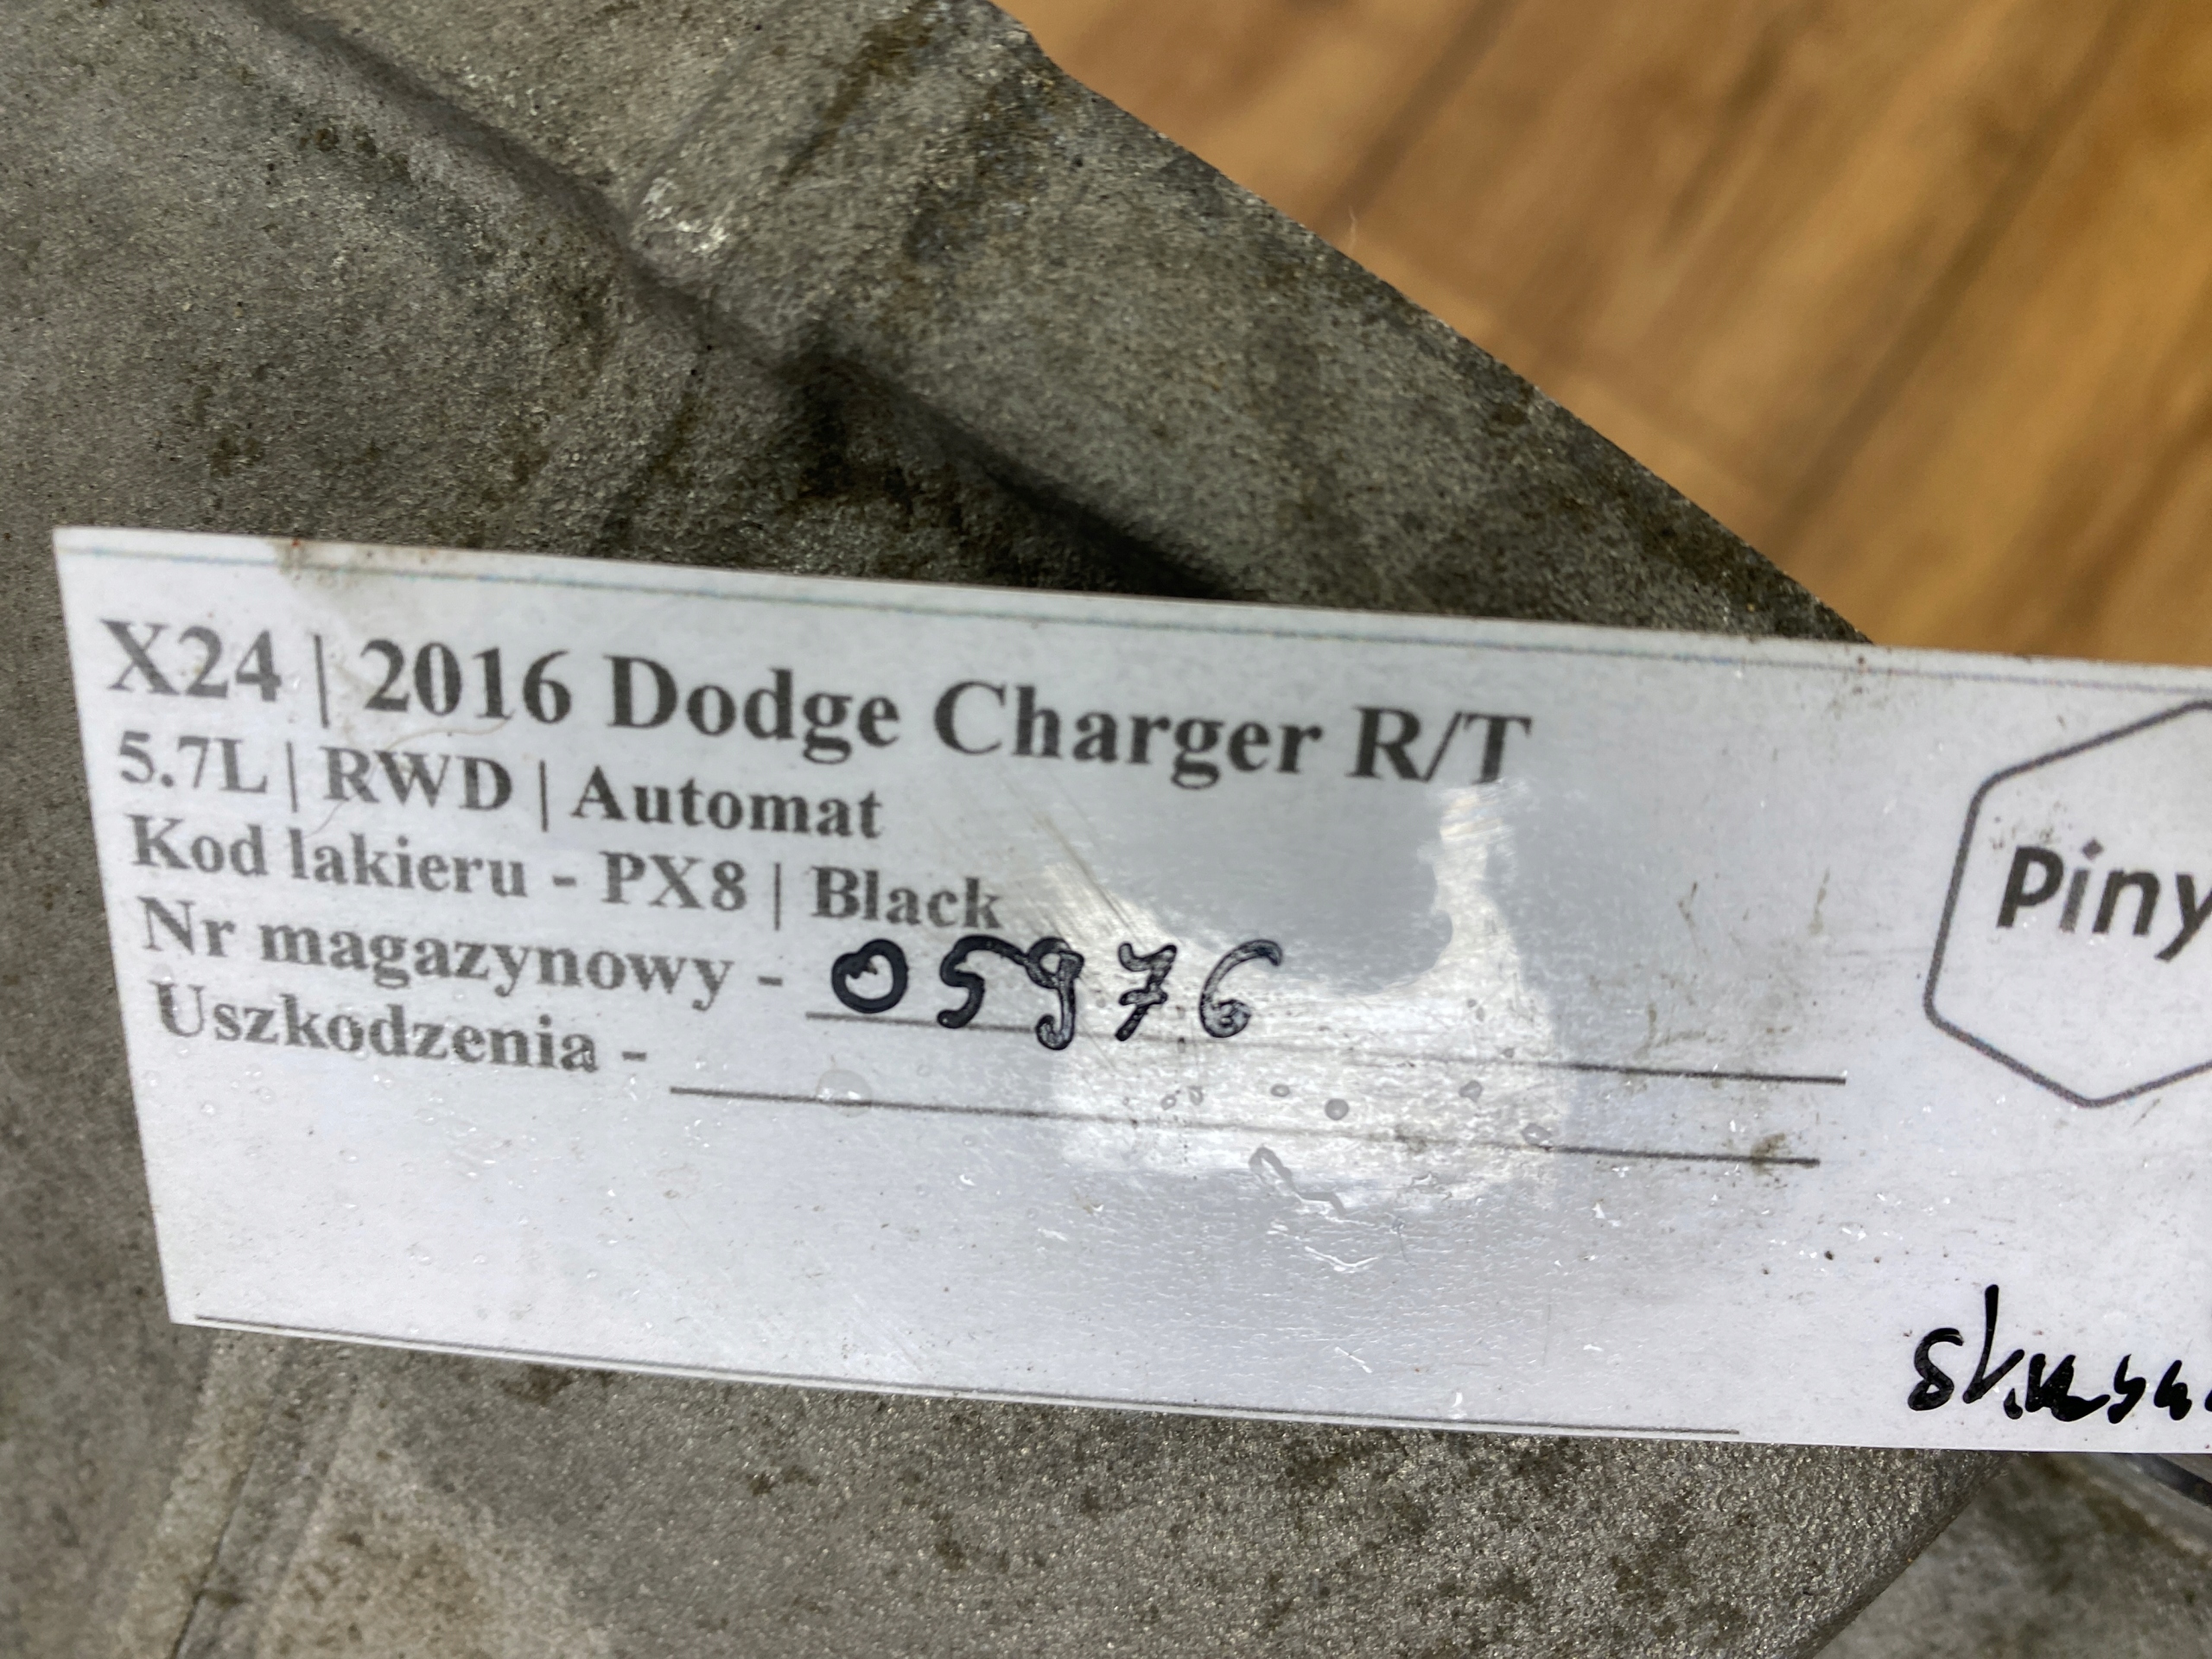 X24 | 2016 Dodge Charger R/T
5.7L | RWD | Automat
Kod lakieru - PX8 | Black
Nr magazynowy - 05976
Uszkodzenia -
Piny